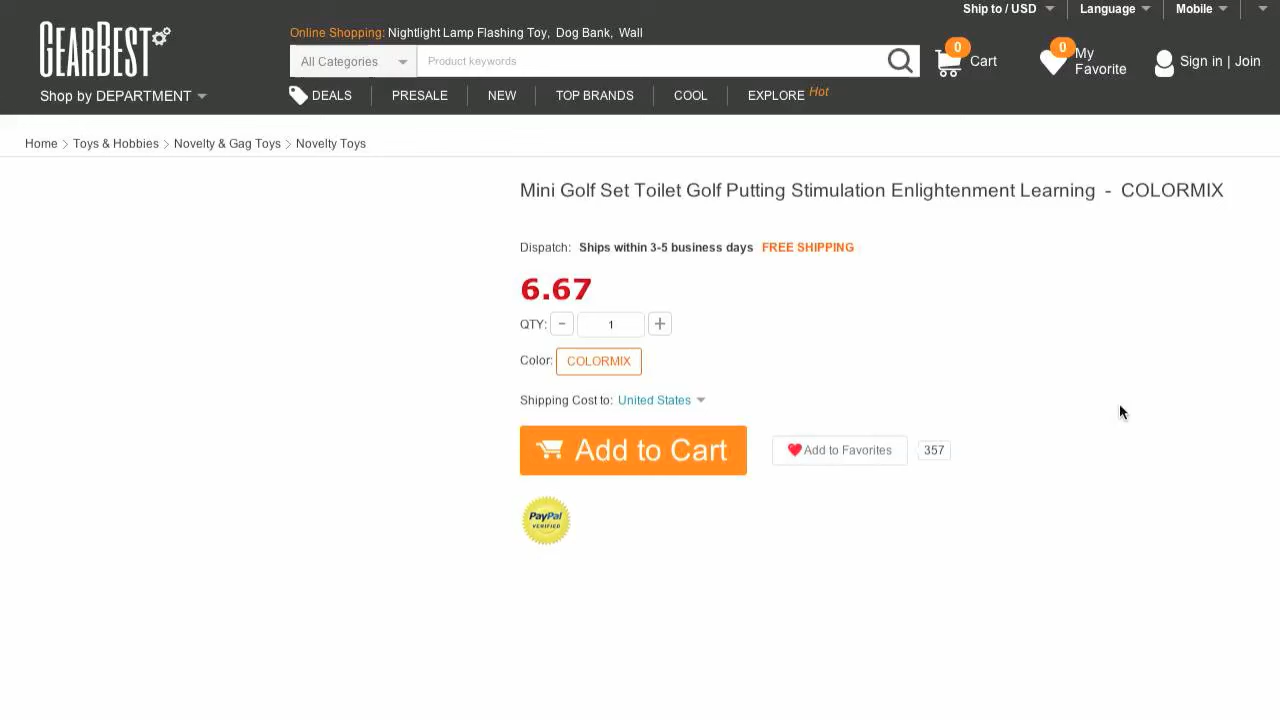 Ship to / USD Language Mobile
GEARBEST
Online Shopping: Nightlight Lamp Flashing Toy, Dog Bank, Wall
All Categories Product keywords 0 Cart 0 My Favorite Sign in | Join
Shop by DEPARTMENT DEALS PRESALE NEW TOP BRANDS COOL EXPLORE Hot
Home > Toys & Hobbies > Novelty & Gag Toys > Novelty Toys
Mini Golf Set Toilet Golf Putting Stimulation Enlightenment Learning - COLORMIX
Dispatch: Ships within 3-5 business days FREE SHIPPING
6.67
QTY: - 1 +
Color: COLORMIX
Shipping Cost to: United States
Add to Cart Add to Favorites 357
PayPal
VERIFIED